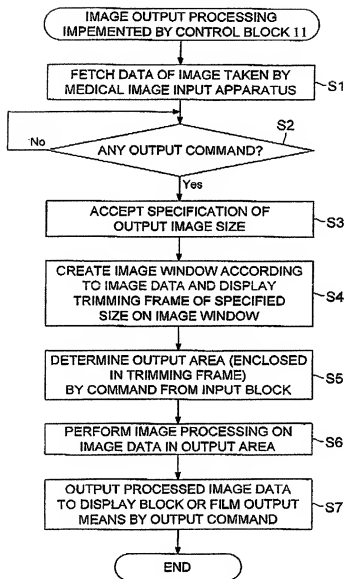 IMAGE OUTPUT PROCESSING
IMPEMENTED BY CONTROL BLOCK 11
FETCH DATA OF IMAGE TAKEN BY
MEDICAL IMAGE INPUT APPARATUS
S1
S2
ANY OUTPUT COMMAND?
No
Yes
ACCEPT SPECIFICATION OF
OUTPUT IMAGE SIZE
S3
CREATE IMAGE WINDOW ACCORDING
TO IMAGE DATA AND DISPLAY
TRIMMING FRAME OF SPECIFIED
SIZE ON IMAGE WINDOW
S4
DETERMINE OUTPUT AREA (ENCLOSED
IN TRIMMING FRAME)
BY COMMAND FROM INPUT BLOCK
S5
PERFORM IMAGE PROCESSING ON
IMAGE DATA IN OUTPUT AREA
S6
OUTPUT PROCESSED IMAGE DATA
TO DISPLAY BLOCK OR FILM OUTPUT
MEANS BY OUTPUT COMMAND
S7
END